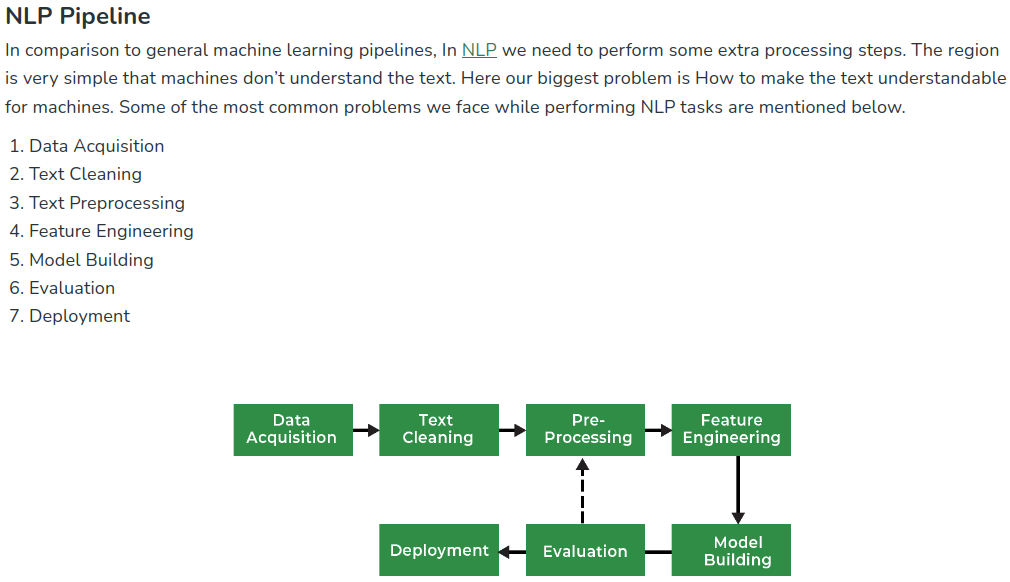 NLP Pipeline
In comparison to general machine learning pipelines, In NLP we need to perform some extra processing steps. The region
is very simple that machines don’t understand the text. Here our biggest problem is How to make the text understandable
for machines. Some of the most common problems we face while performing NLP tasks are mentioned below.
1. Data Acquisition
2. Text Cleaning
3. Text Preprocessing
4. Feature Engineering
5. Model Building
6. Evaluation
7. Deployment
Data
Acquisition
Text
Cleaning
Pre-
Processing
Feature
Engineering
Deployment
Evaluation
Model
Building